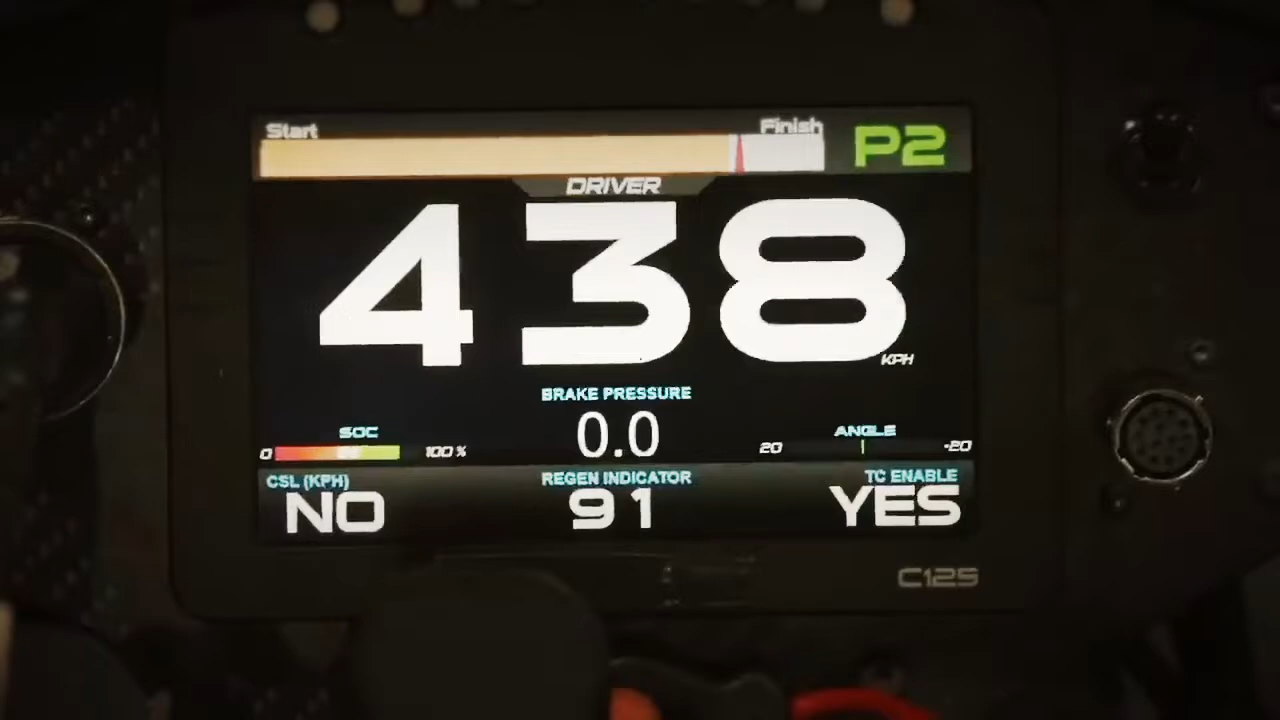 Start Finish P2
DRIVER
438 KPH
BRAKE PRESSURE
0.0
SOC
0 100 %
ANGLE
20 -20
CSL (KPH) REGEN INDICATOR TC ENABLE
NO 91 YES
C125